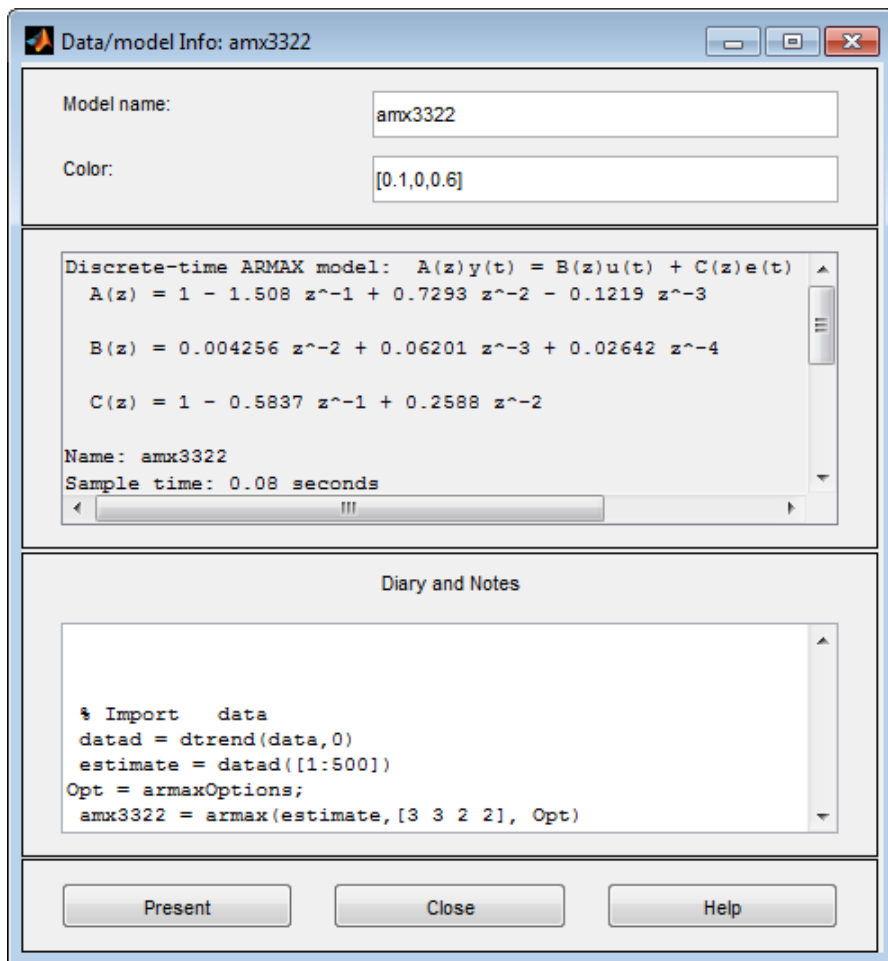 Data/model Info: amx3322
Model name:
amx3322
Color:
[0.1,0,0.6]
Discrete-time ARMAX model:  A(z)y(t) = B(z)u(t) + C(z)e(t)
A(z) = 1 - 1.508 z^-1 + 0.7293 z^-2 - 0.1219 z^-3
B(z) = 0.004256 z^-2 + 0.06201 z^-3 + 0.02642 z^-4
C(z) = 1 - 0.5837 z^-1 + 0.2588 z^-2
Name: amx3322
Sample time: 0.08 seconds
Diary and Notes
% Import   data
datad = dtrend(data,0)
estimate = datad([1:500])
Opt = armaxOptions;
amx3322 = armax(estimate,[3 3 2 2], Opt)
Present
Close
Help